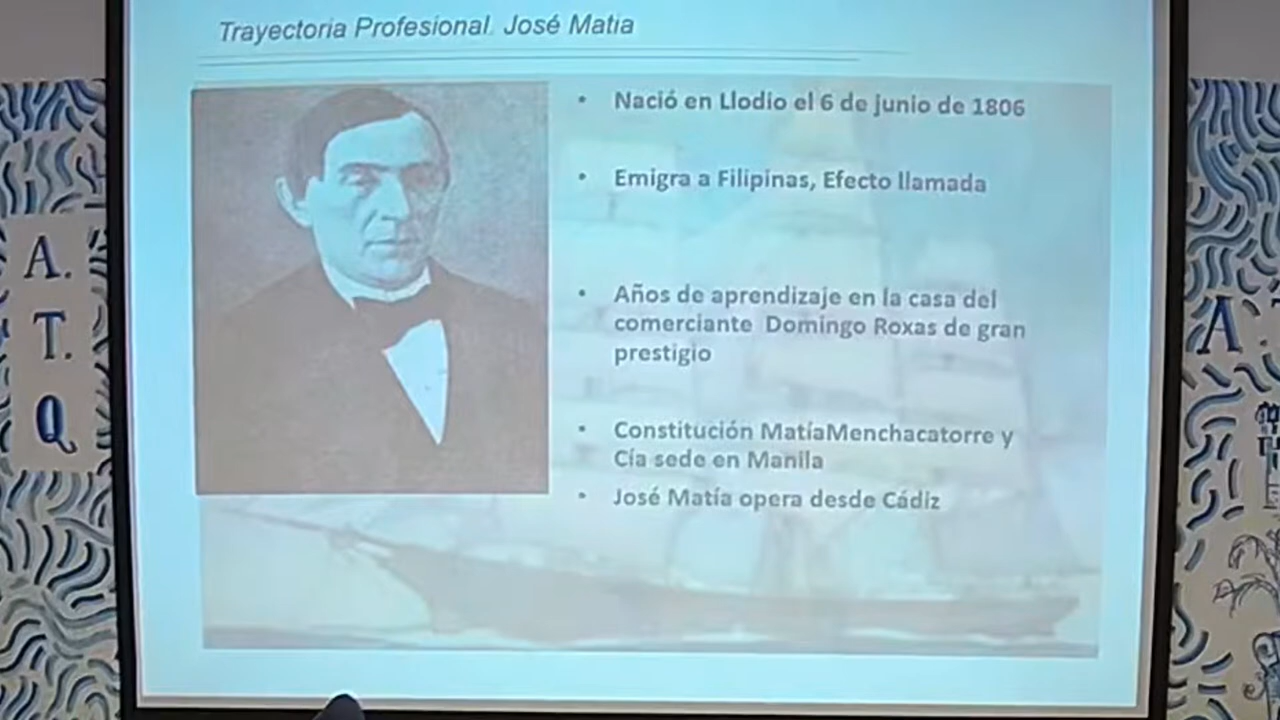 Trayectoria Profesional. José Matia
• Nació en Llodio el 6 de junio de 1806
• Emigra a Filipinas, Efecto llamada
• Años de aprendizaje en la casa del
comerciante Domingo Roxas de gran
prestigio
• Constitución MatíaMenchacatorre y
Cía sede en Manila
• José Matía opera desde Cádiz
A.
T.
Q
A.